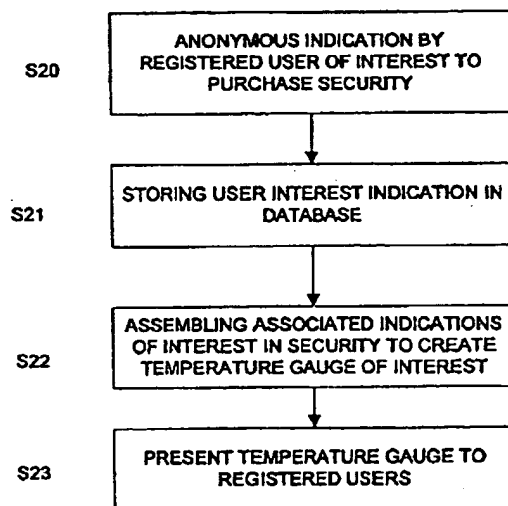 S20
ANONYMOUS INDICATION BY
REGISTERED USER OF INTEREST TO
PURCHASE SECURITY
S21
STORING USER INTEREST INDICATION IN
DATABASE
S22
ASSEMBLING ASSOCIATED INDICATIONS
OF INTEREST IN SECURITY TO CREATE
TEMPERATURE GAUGE OF INTEREST
S23
PRESENT TEMPERATURE GAUGE TO
REGISTERED USERS